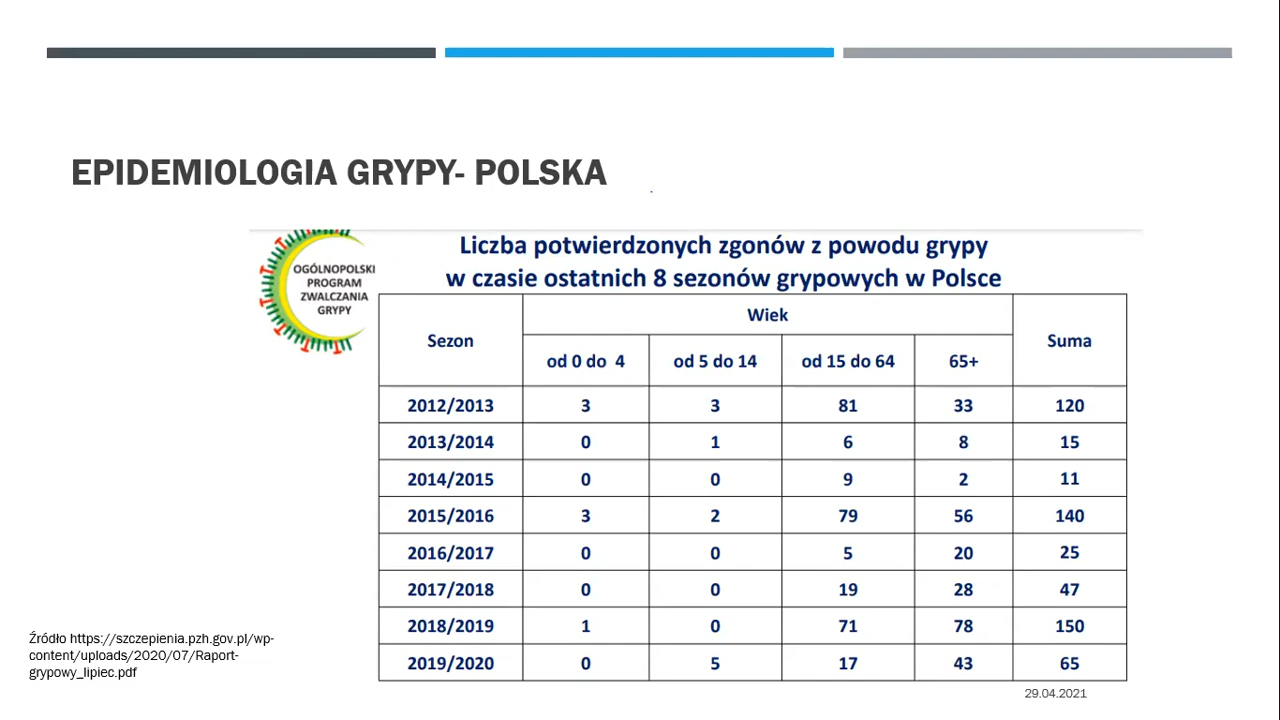 EPIDEMIOLOGIA GRYPY- POLSKA
OGÓLNOPOLSKI
PROGRAM
ZWALCZANIA
GRYPY
Liczba potwierdzonych zgonów z powodu grypy
w czasie ostatnich 8 sezonów grypowych w Polsce
Sezon Wiek Suma
od 0 do 4 od 5 do 14 od 15 do 64 65+
2012/2013 3 3 81 33 120
2013/2014 0 1 6 8 15
2014/2015 0 0 9 2 11
2015/2016 3 2 79 56 140
2016/2017 0 0 5 20 25
2017/2018 0 0 19 28 47
2018/2019 1 0 71 78 150
2019/2020 0 5 17 43 65
Źródło https://szczepienia.pzh.gov.pl/wp-
content/uploads/2020/07/Raport-
grypowy_lipiec.pdf
29.04.2021